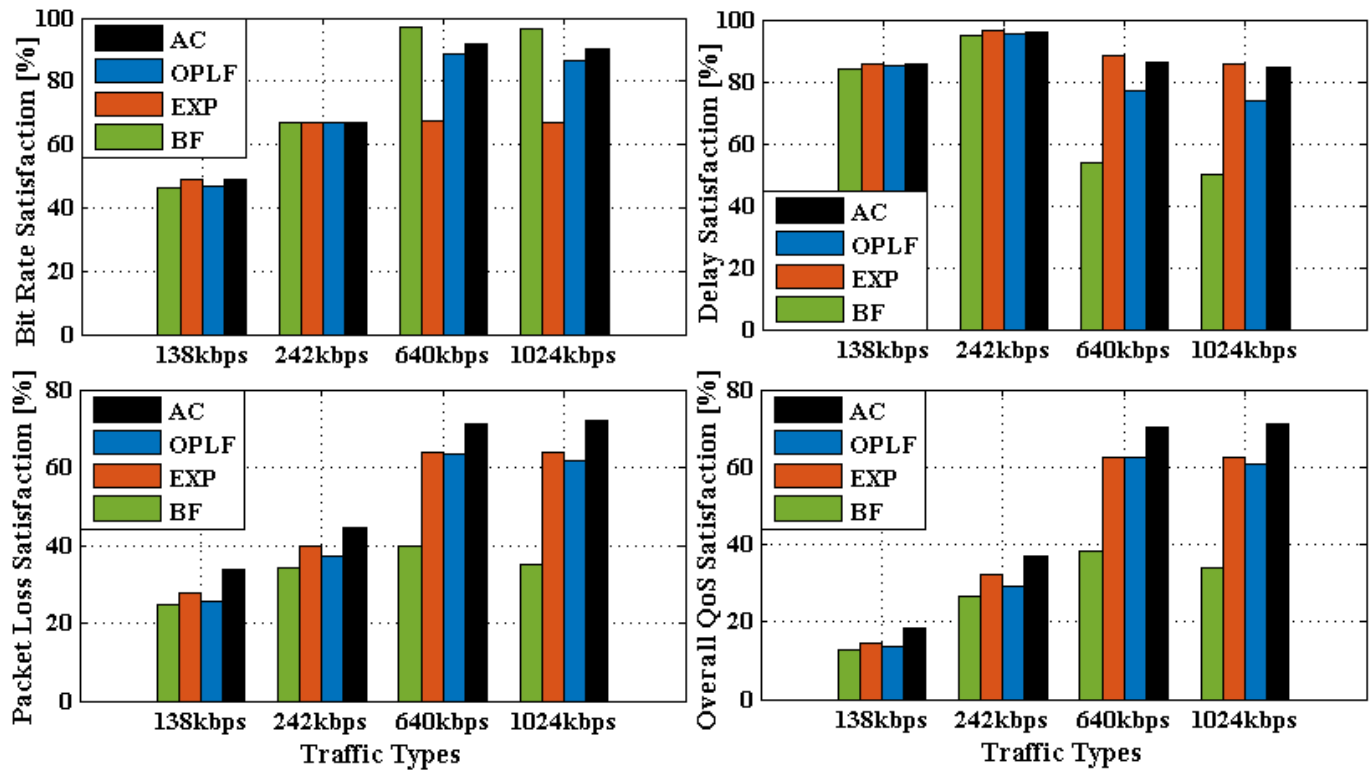 Bit Rate Satisfaction [%]
100
80
60
40
20
0
AC
OPLF
EXP
BF
138kbps 242kbps 640kbps 1024kbps
Delay Satisfaction [%]
100
80
60
40
20
0
AC
OPLF
EXP
BF
138kbps 242kbps 640kbps 1024kbps
Packet Loss Satisfaction [%]
80
60
40
20
0
AC
OPLF
EXP
BF
138kbps 242kbps 640kbps 1024kbps
Traffic Types
Overall QoS Satisfaction [%]
80
60
40
20
0
AC
OPLF
EXP
BF
138kbps 242kbps 640kbps 1024kbps
Traffic Types